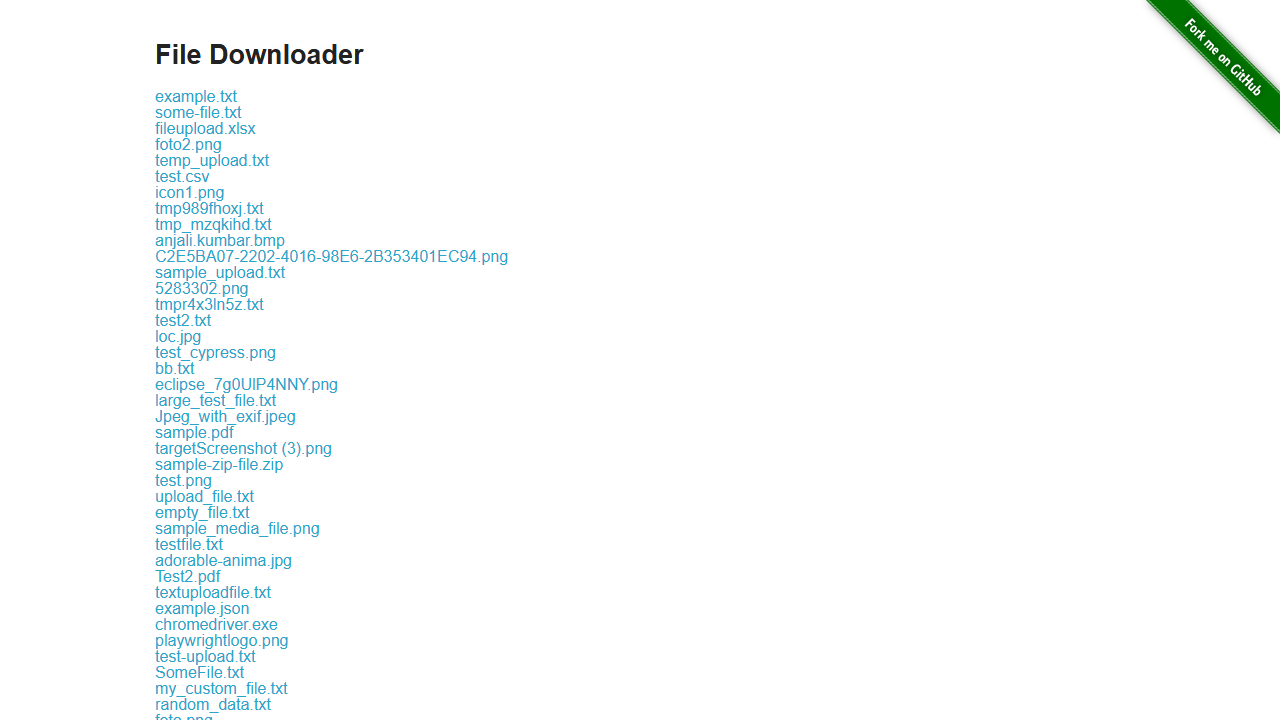 File Downloader
Fork me on GitHub
example.txt
some-file.txt
fileupload.xlsx
foto2.png
temp_upload.txt
test.csv
icon1.png
tmp989fhoxj.txt
tmp_mzqkihd.txt
anjali.kumbar.bmp
C2E5BA07-2202-4016-98E6-2B353401EC94.png
sample_upload.txt
5283302.png
tmpr4x3ln5z.txt
test2.txt
loc.jpg
test_cypress.png
bb.txt
eclipse_7g0UlP4NNY.png
large_test_file.txt
Jpeg_with_exif.jpeg
sample.pdf
targetScreenshot (3).png
sample-zip-file.zip
test.png
upload_file.txt
empty_file.txt
sample_media_file.png
testfile.txt
adorable-anima.jpg
Test2.pdf
textuploadfile.txt
example.json
chromedriver.exe
playwrightlogo.png
test-upload.txt
SomeFile.txt
my_custom_file.txt
random_data.txt
foto.png